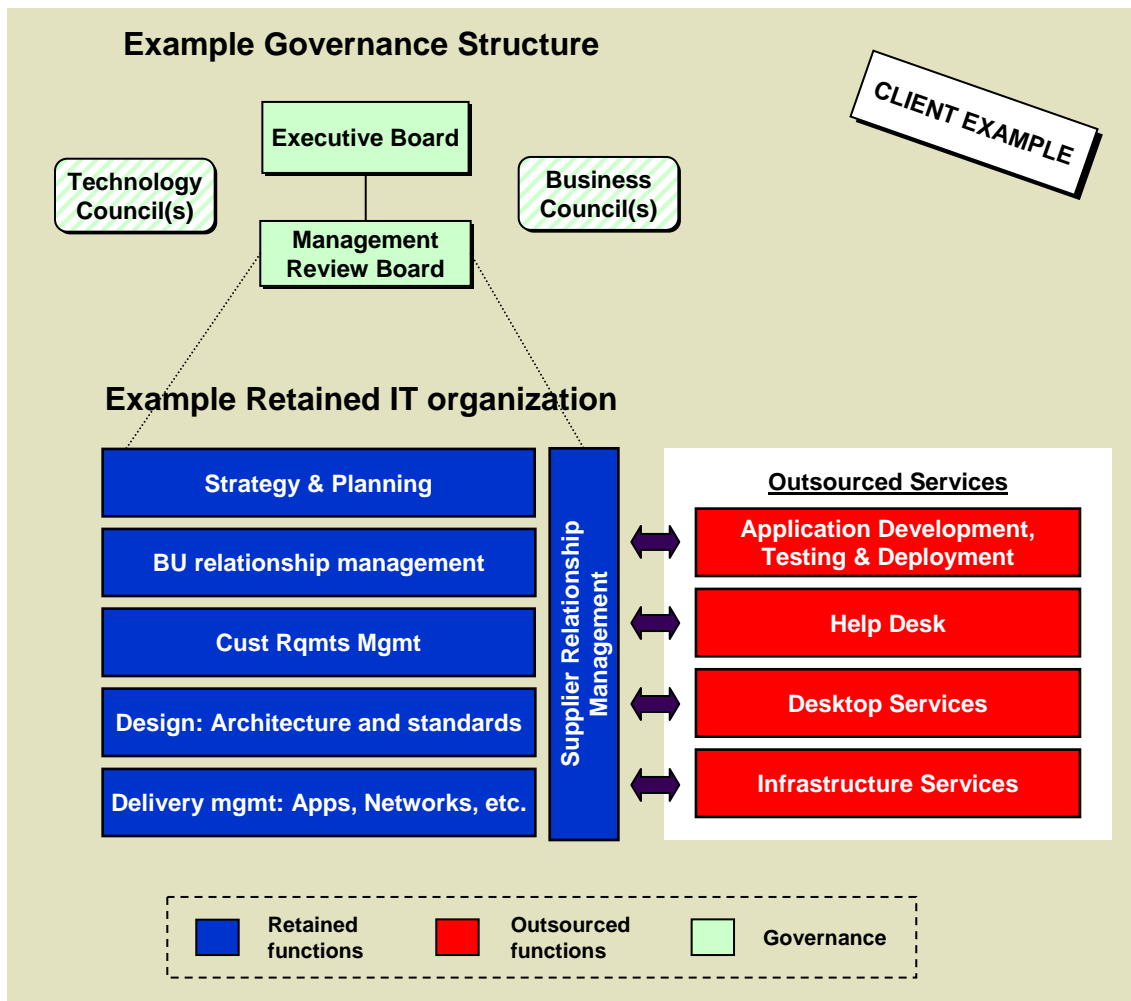 Example Governance Structure
CLIENT EXAMPLE
Executive Board
Technology
Council(s)
Business
Council(s)
Management
Review Board
Example Retained IT organization
Strategy & Planning
BU relationship management
Cust Rqmts Mgmt
Design: Architecture and standards
Delivery mgmt: Apps, Networks, etc.
Supplier Relationship
Management
Outsourced Services
Application Development,
Testing & Deployment
Help Desk
Desktop Services
Infrastructure Services
Retained
functions
Outsourced
functions
Governance